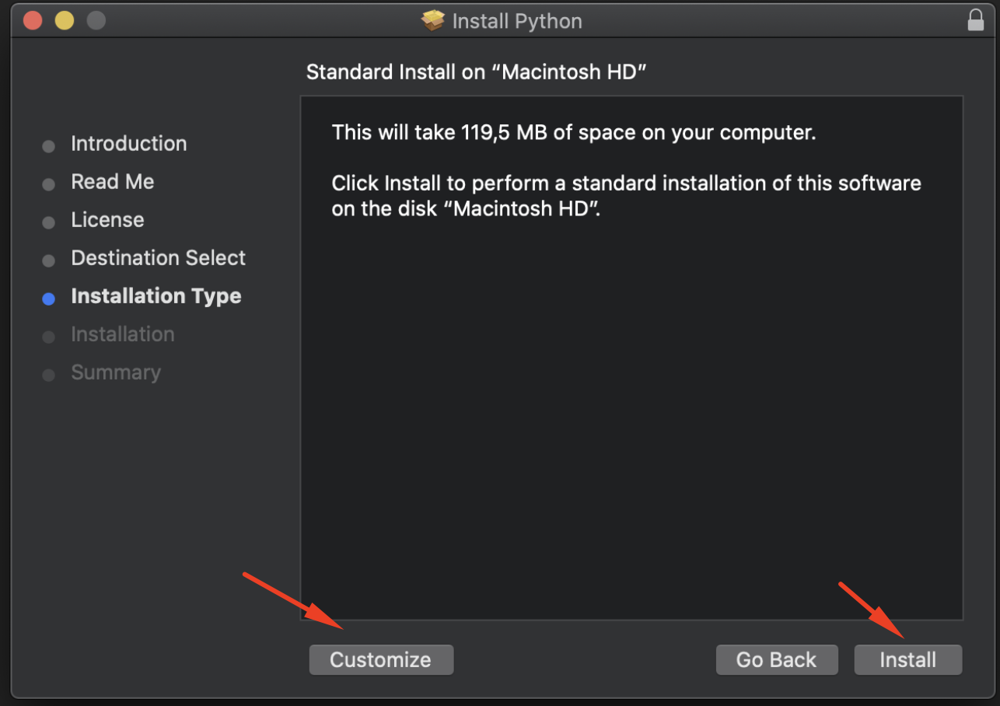 Install Python
Standard Install on “Macintosh HD”
Introduction
Read Me
License
Destination Select
Installation Type
Installation
Summary
This will take 119,5 MB of space on your computer.
Click Install to perform a standard installation of this software
on the disk “Macintosh HD”.
Customize
Go Back
Install